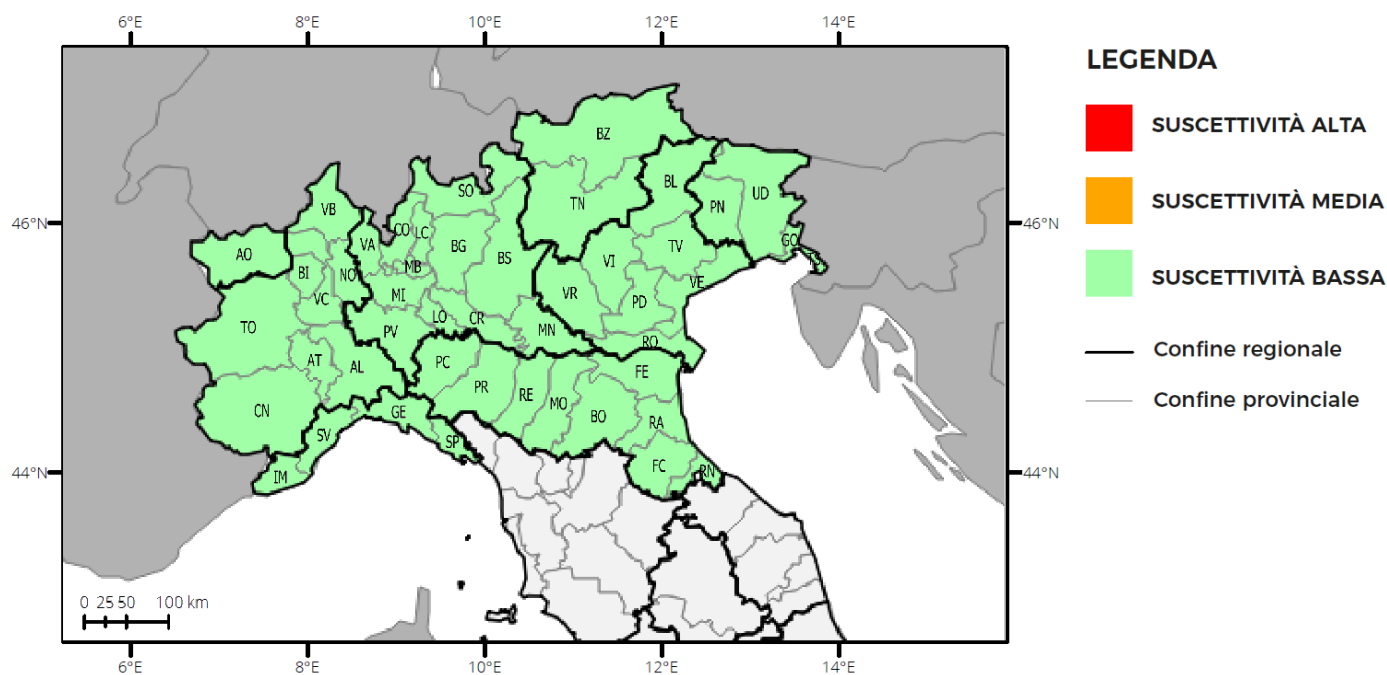 6°E 8°E 10°E 12°E 14°E
LEGENDA
SUSCETTIVITÀ ALTA
SUSCETTIVITÀ MEDIA
SUSCETTIVITÀ BASSA
Confine regionale
Confine provinciale
46°N 46°N
44°N 44°N
BZ
SO BL UD
VB TN PN
VA CO LC BG GO
AO BS VI TV
BI NO MB VE
VC MI VR PD
TO LO CR MN
PV RO
AT AL PC FE
PR RE MO BO RA
CN SV GE SP
IM FC RN
0 25 50 100 km
6°E 8°E 10°E 12°E 14°E